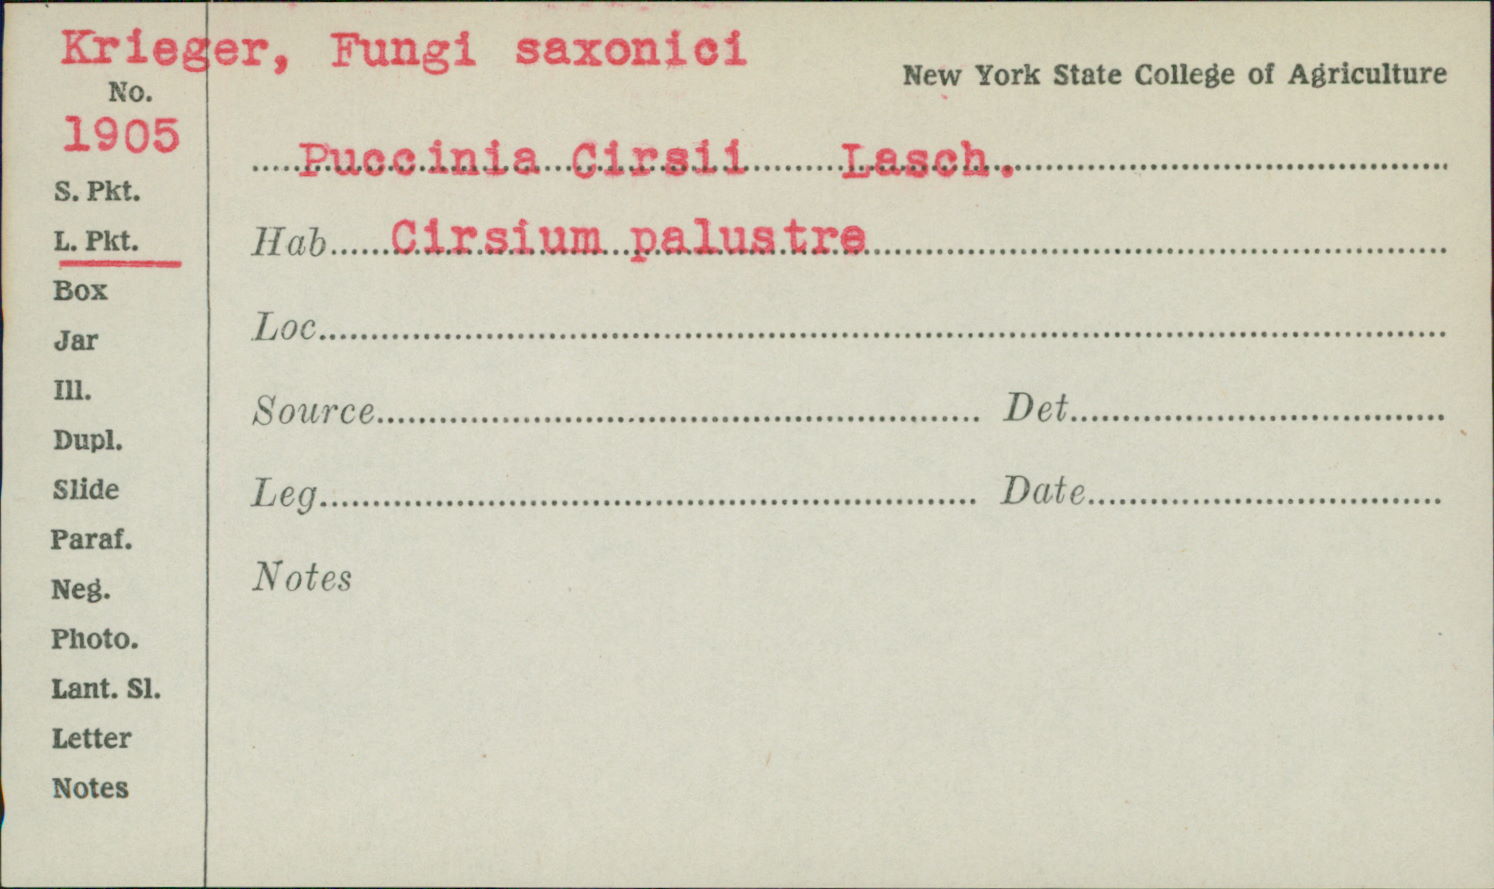 Krieger, Fungi saxonici
New York State College of Agriculture
No.
1905
Puccinia Cirsii Lasch.
S. Pkt.
L. Pkt.
Hab. Cirsium palustre
Box
Loc.
Jar
Ill.
Source Det.
Dupl.
Slide
Leg. Date
Paraf.
Neg.
Notes
Photo.
Lant. Sl.
Letter
Notes